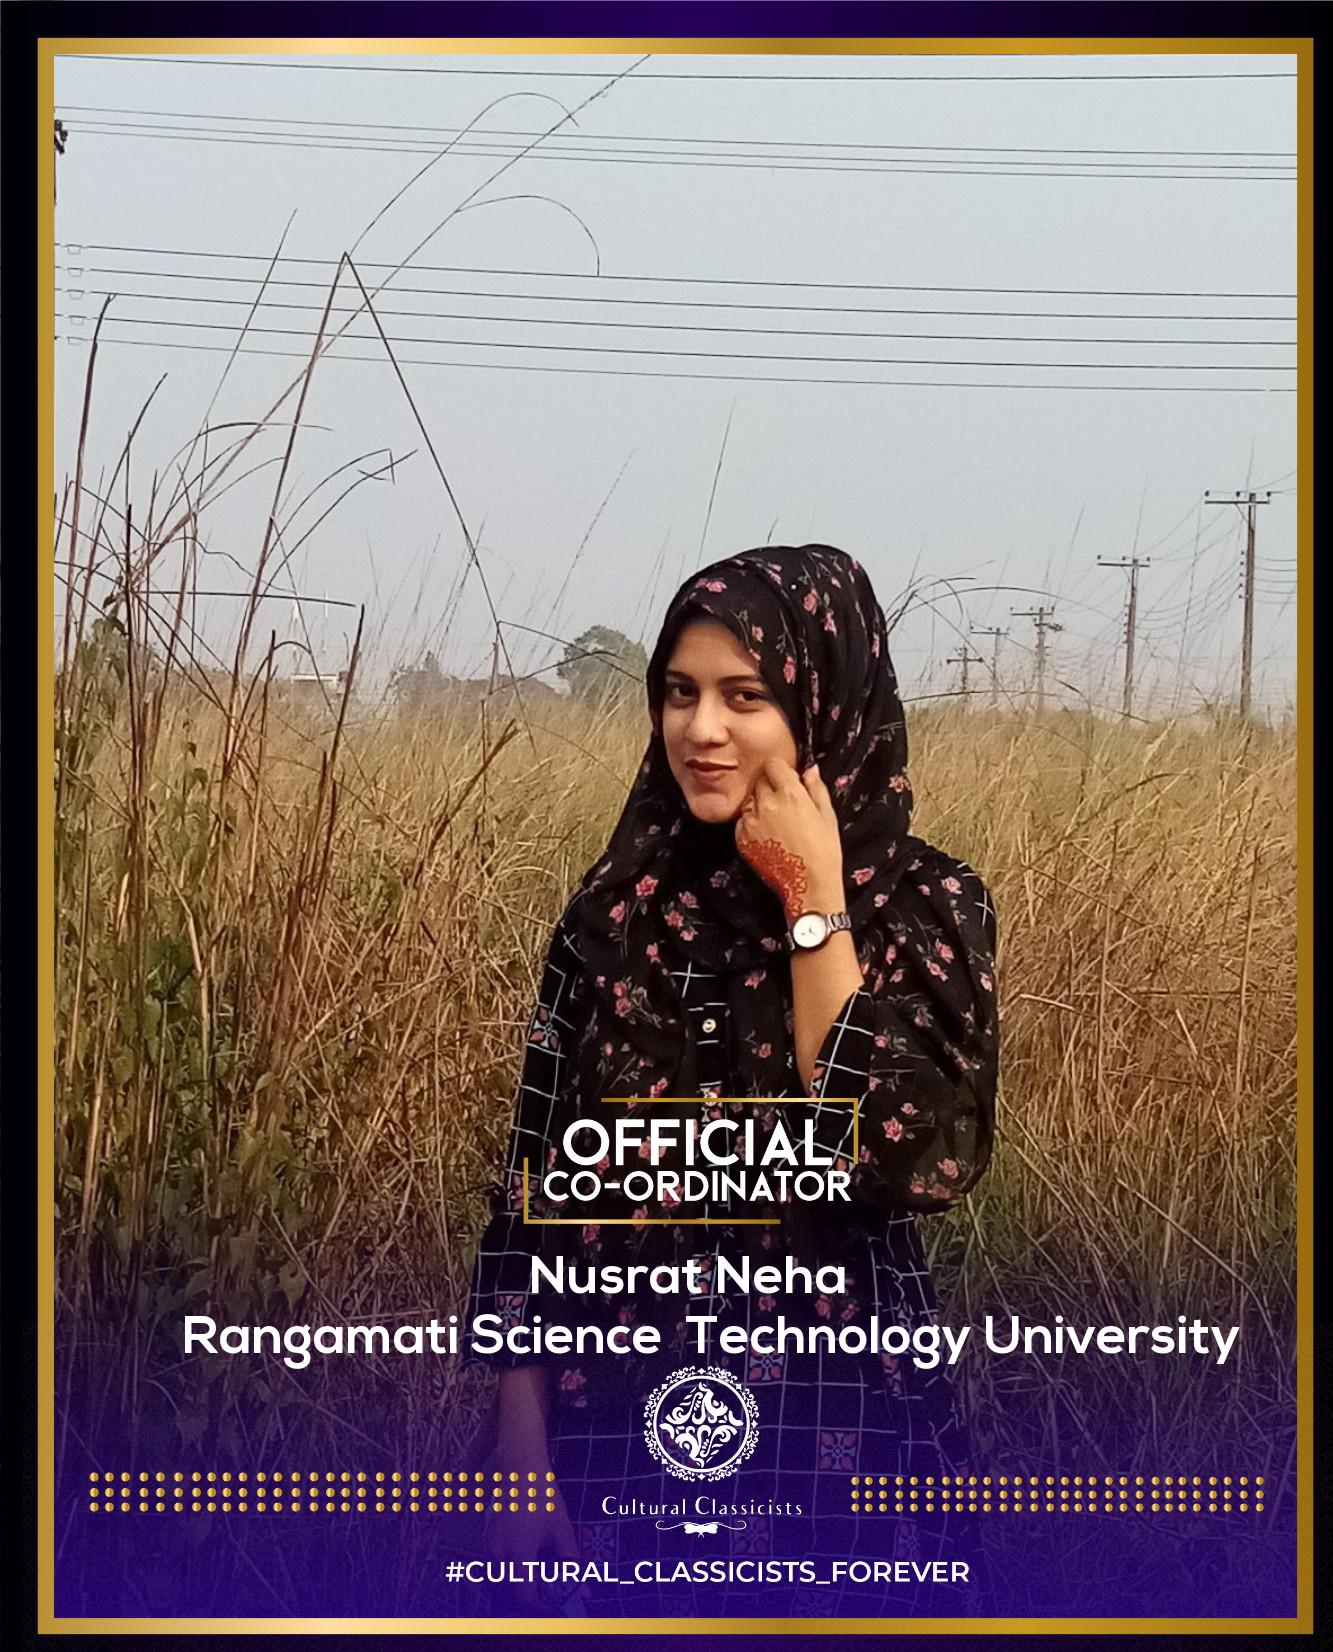 OFFICIAL
CO-ORDINATOR
Nusrat Neha
Rangamati Science Technology University
Cultural Classicists
#CULTURAL_CLASSICISTS_FOREVER